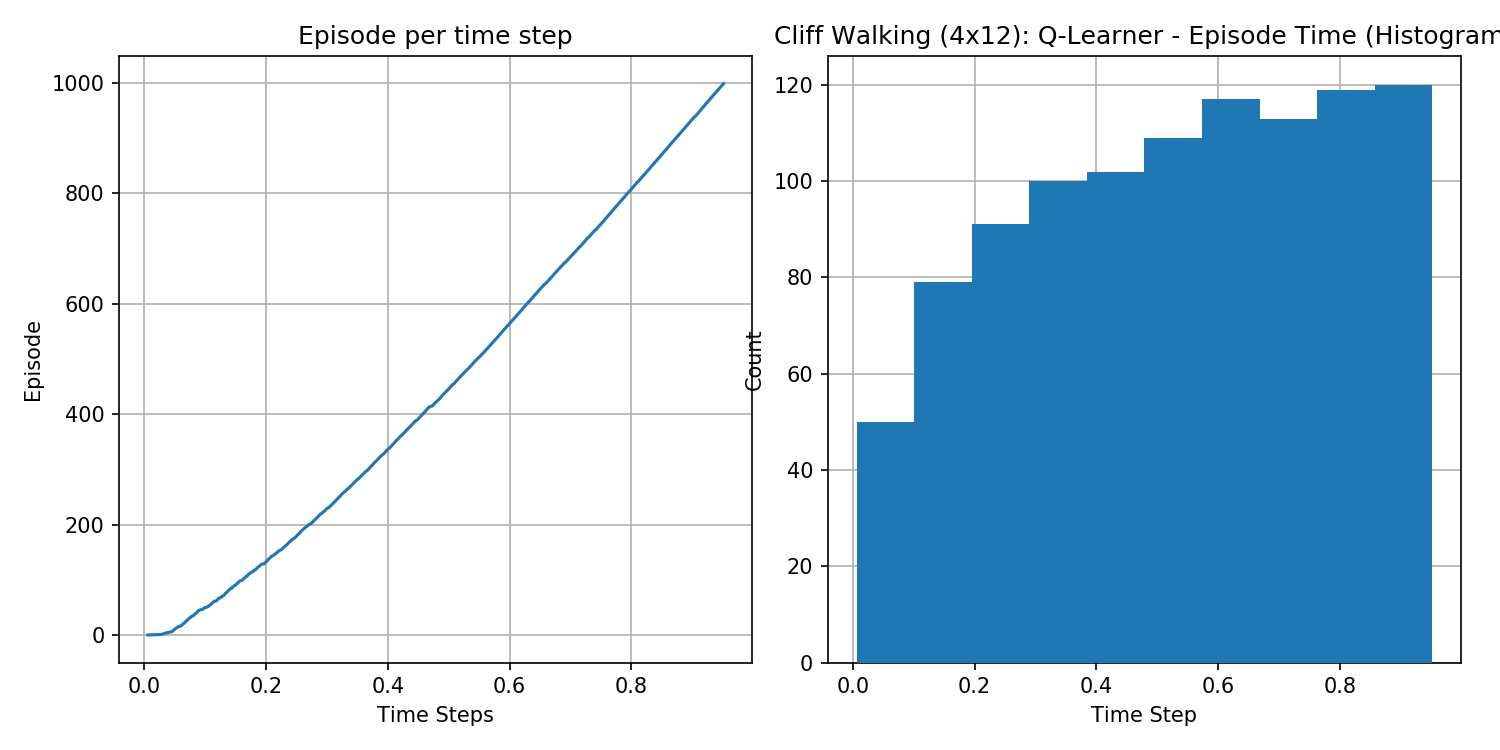 Episode per time step
1000
800
600
400
200
0
Episode
0.0 0.2 0.4 0.6 0.8
Time Steps
Cliff Walking (4x12): Q-Learner - Episode Time (Histogram
120
100
80
60
40
20
0
Count
0.0 0.2 0.4 0.6 0.8
Time Step